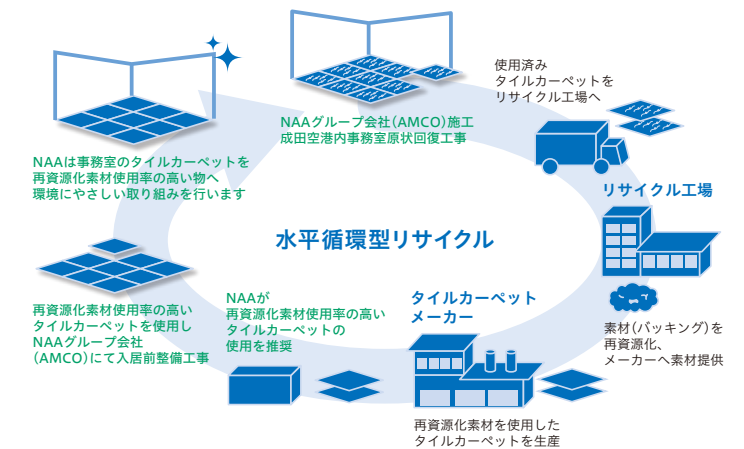 NAAグループ会社(AMCO)施工
成田空港内事務室原状回復工事
使用済み
タイルカーペットを
リサイクル工場へ
リサイクル工場
素材(バッキング)を
再資源化、
メーカーへ素材提供
タイルカーペット
メーカー
再資源化素材を使用した
タイルカーペットを生産
NAAが
再資源化素材使用率の高い
タイルカーペットの
使用を推奨
再資源化素材使用率の高い
タイルカーペットを使用し
NAAグループ会社
(AMCO)にて入居前整備工事
NAAは事務室のタイルカーペットを
再資源化素材使用率の高い物へ
環境にやさしい取り組みを行います
水平循環型リサイクル